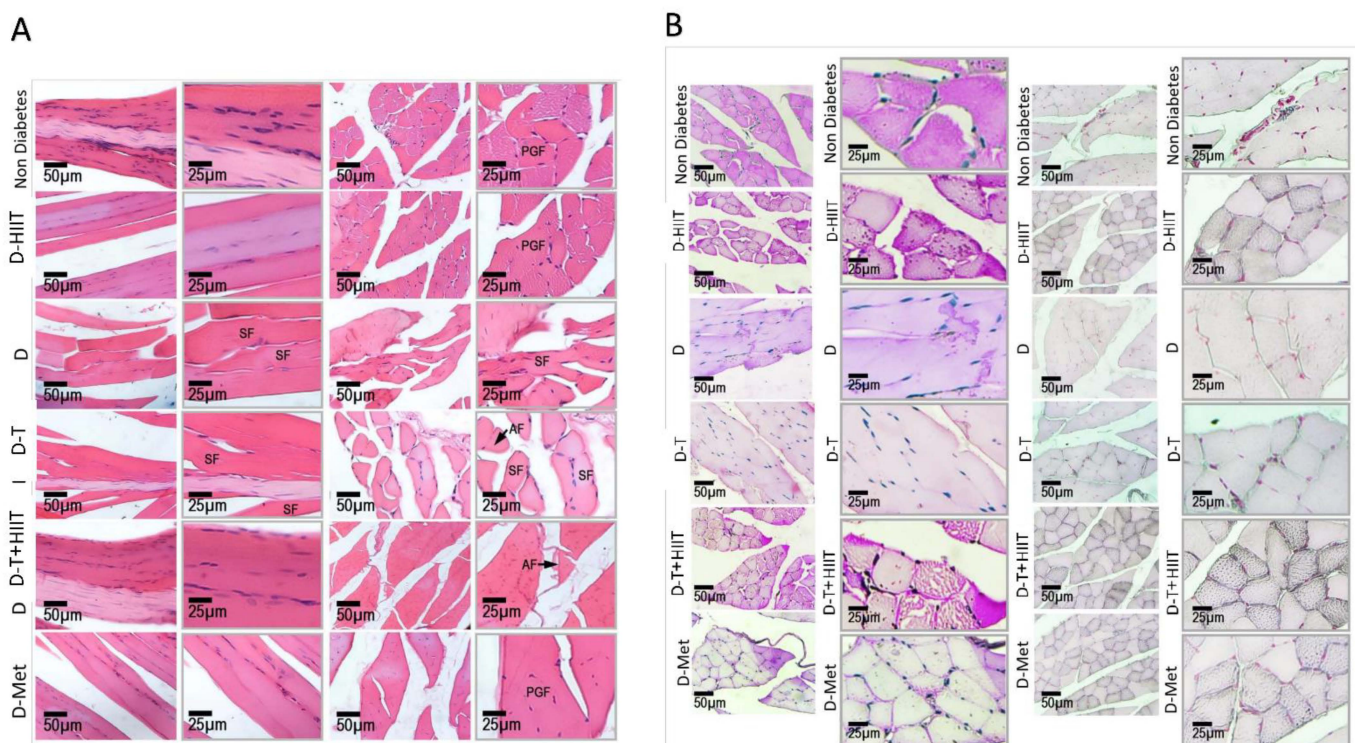 A
B
Non Diabetes
50µm
25µm
50µm
PGF
25µm
D-HIIT
50µm
25µm
50µm
PGF
25µm
D
50µm
SF
SF
25µm
50µm
SF
25µm
D-T
I
50µm
SF
SF
25µm
50µm
AF
SF
SF
25µm
D-T+HIIT
D
50µm
25µm
50µm
AF
25µm
D-Met
50µm
25µm
50µm
PGF
25µm
Non Diabetes
50µm
Non Diabetes
25µm
Non Diabetes
50µm
Non Diabetes
25µm
D-HIIT
50µm
D-HIIT
25µm
D-HIIT
50µm
D-HIIT
25µm
D
50µm
D
25µm
D
50µm
D
25µm
D-T
50µm
D-T
25µm
D-T
50µm
D-T
25µm
D-T+HIIT
50µm
D-T+HIIT
25µm
D-T+HIIT
50µm
D-T+HIIT
25µm
D-Met
50µm
D-Met
25µm
D-Met
50µm
D-Met
25µm